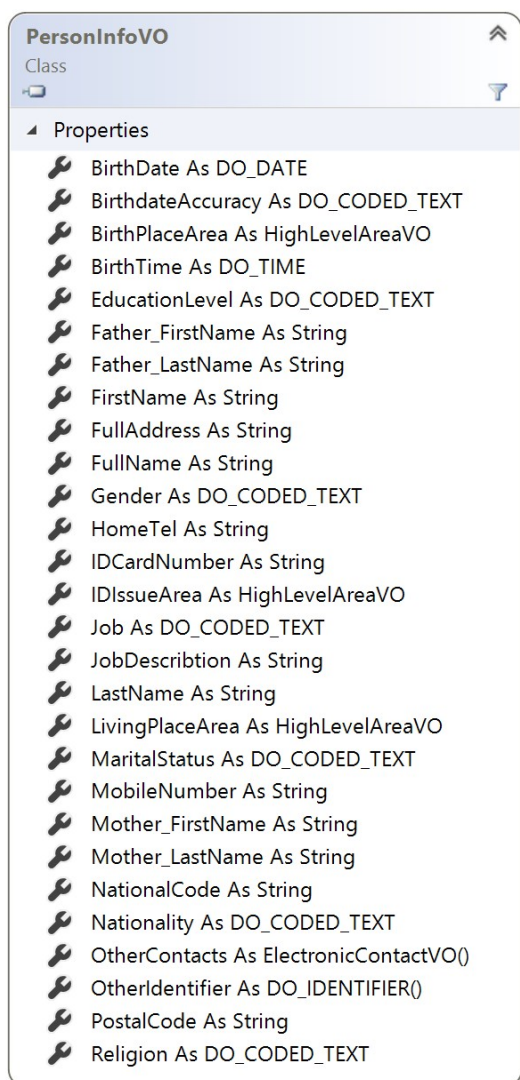 PersonInfoVO
Class
Properties
BirthDate As DO_DATE
BirthdateAccuracy As DO_CODED_TEXT
BirthPlaceArea As HighLevelAreaVO
BirthTime As DO_TIME
EducationLevel As DO_CODED_TEXT
Father_FirstName As String
Father_LastName As String
FirstName As String
FullAddress As String
FullName As String
Gender As DO_CODED_TEXT
HomeTel As String
IDCardNumber As String
IDIssueArea As HighLevelAreaVO
Job As DO_CODED_TEXT
JobDescribtion As String
LastName As String
LivingPlaceArea As HighLevelAreaVO
MaritalStatus As DO_CODED_TEXT
MobileNumber As String
Mother_FirstName As String
Mother_LastName As String
NationalCode As String
Nationality As DO_CODED_TEXT
OtherContacts As ElectronicContactVO()
OtherIdentifier As DO_IDENTIFIER()
PostalCode As String
Religion As DO_CODED_TEXT